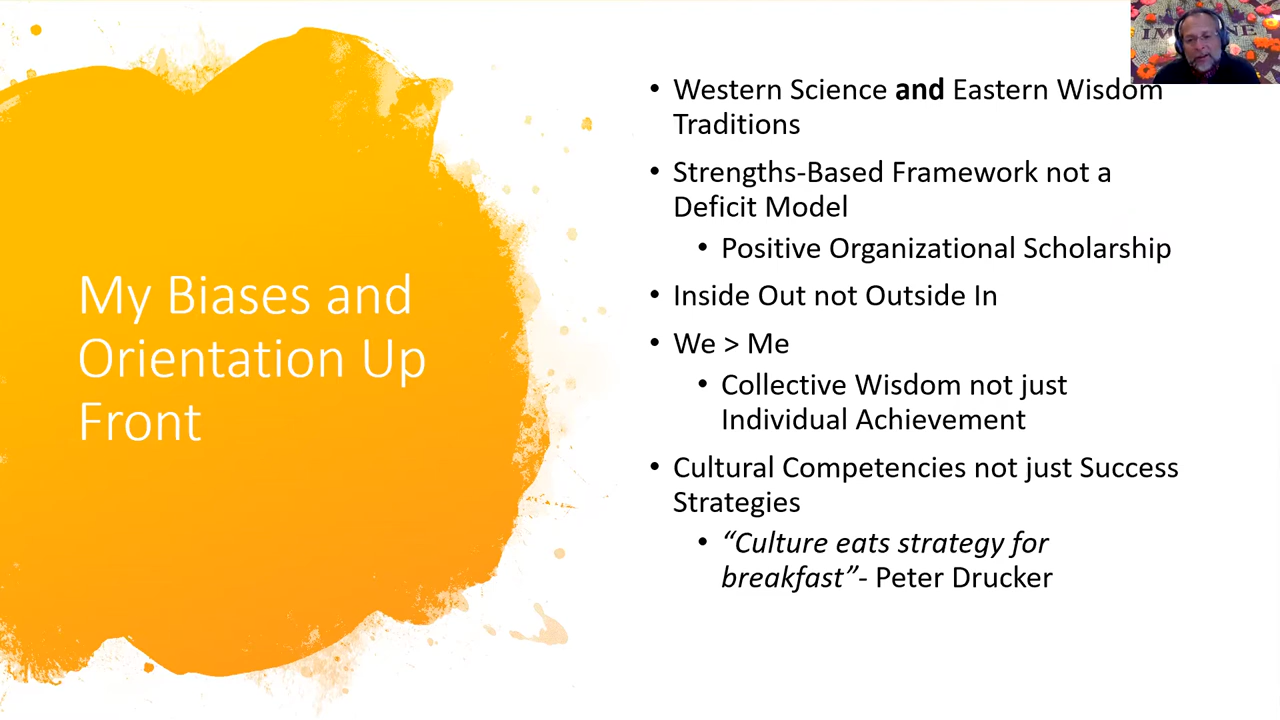 My Biases and
Orientation Up
Front
• Western Science and Eastern Wisdom
Traditions
• Strengths-Based Framework not a
Deficit Model
• Positive Organizational Scholarship
• Inside Out not Outside In
• We > Me
• Collective Wisdom not just
Individual Achievement
• Cultural Competencies not just Success
Strategies
• “Culture eats strategy for
breakfast”- Peter Drucker